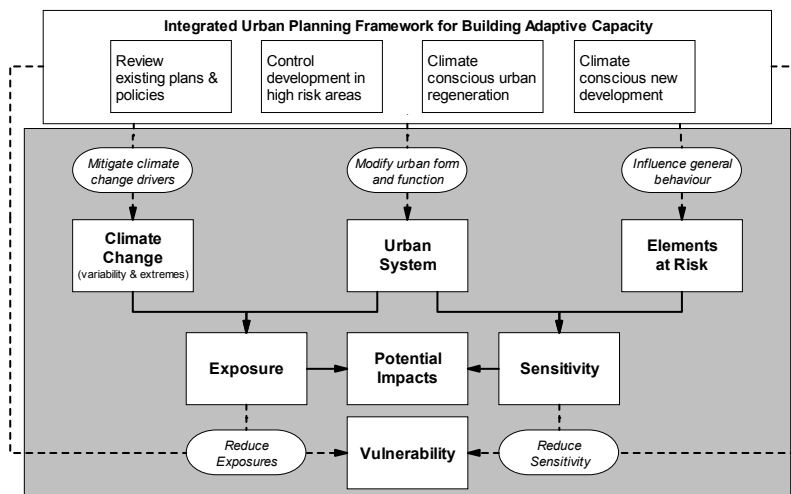 Integrated Urban Planning Framework for Building Adaptive Capacity
Review
existing plans &
policies
Control
development in
high risk areas
Climate
conscious urban
regeneration
Climate
conscious new
development
Mitigate climate
change drivers
Modify urban form
and function
Influence general
behaviour
Climate
Change
(variability & extremes)
Urban
System
Elements
at Risk
Exposure
Potential
Impacts
Sensitivity
Reduce
Exposures
Vulnerability
Reduce
Sensitivity